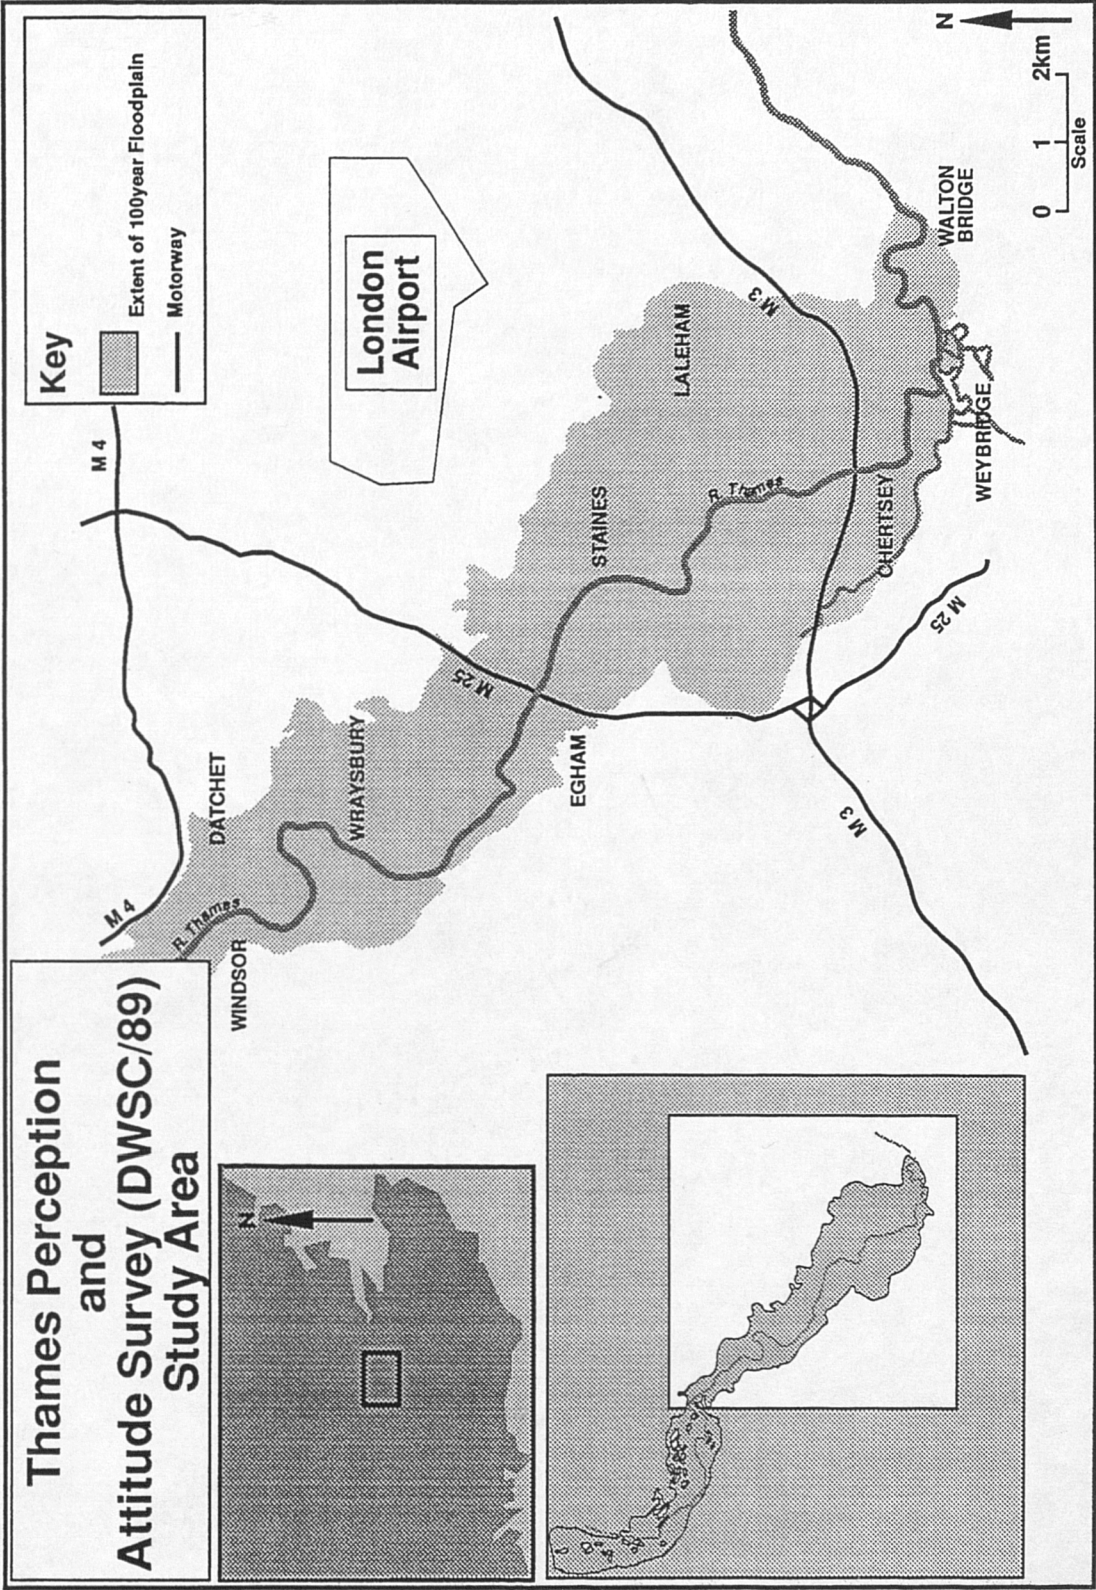 Thames Perception
and
Attitude Survey (DWSC/89)
Study Area
Key
Extent of 100year Floodplain
Motorway
N
M 4
M 4
R. Thames
WINDSOR
DATCHET
WRAYSBURY
M 25
EGHAM
STAINES
London
Airport
LALEHAM
R. Thames
M 3
CHERTSEY
WEYBRIDGE
WALTON
BRIDGE
M 25
M 3
N
0 1 2km
Scale